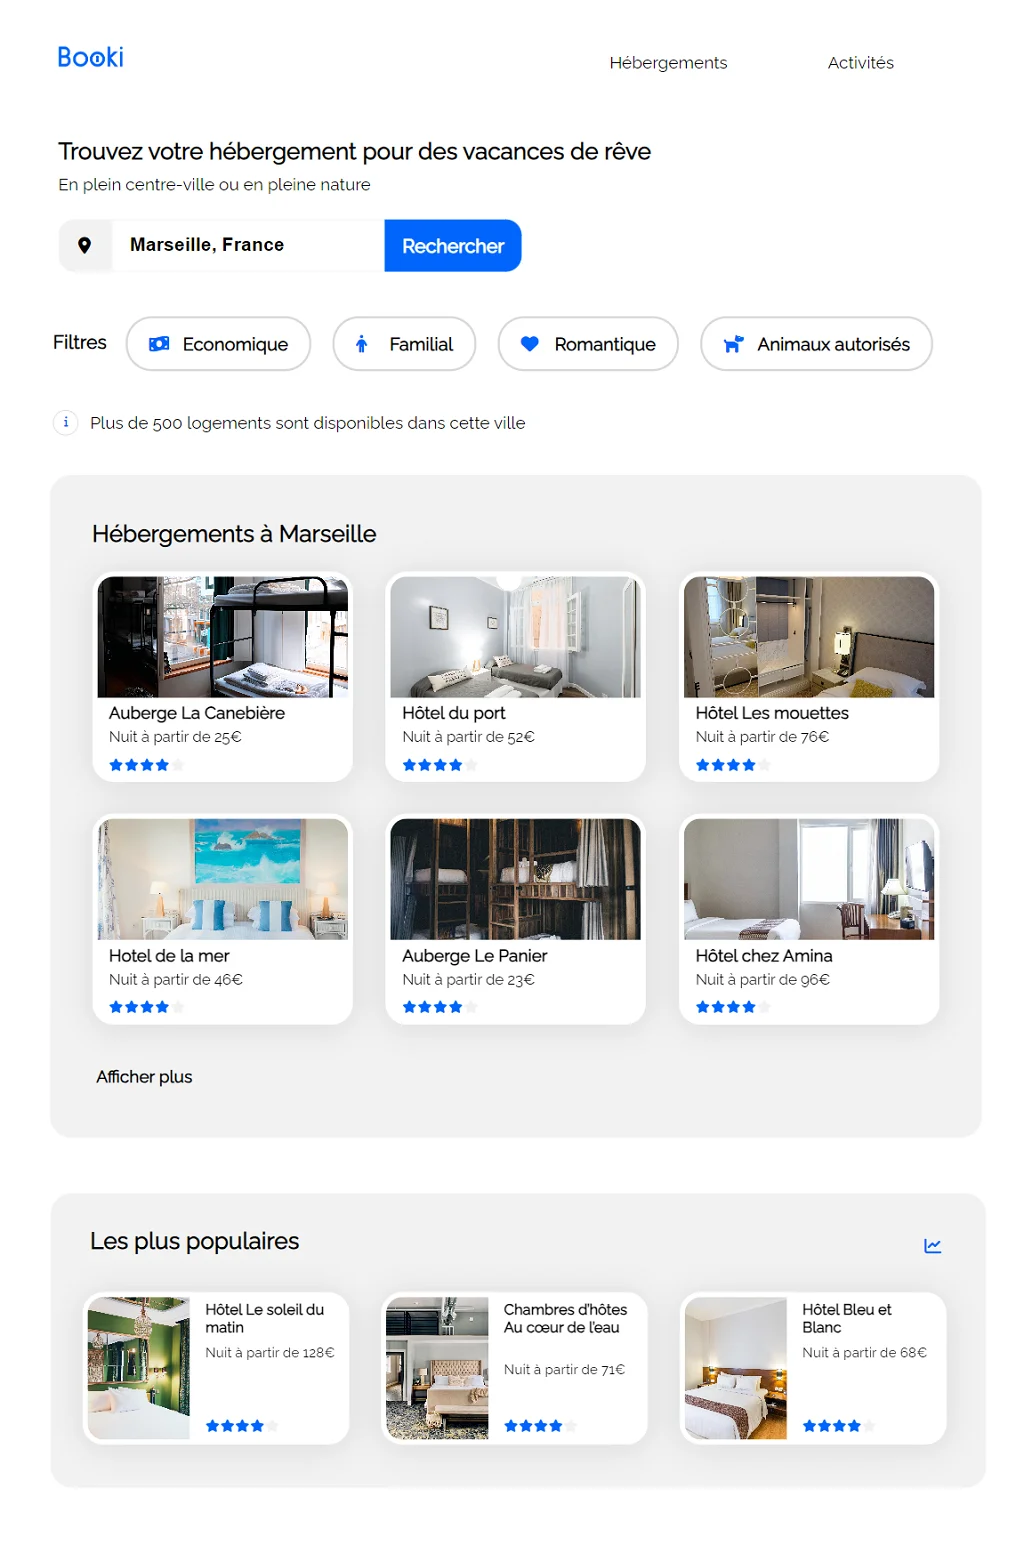 Booki
Hébergements
Activités
Trouvez votre hébergement pour des vacances de rêve
En plein centre-ville ou en pleine nature
Marseille, France
Rechercher
Filtres
Economique
Familial
Romantique
Animaux autorisés
i
Plus de 500 logements sont disponibles dans cette ville
Hébergements à Marseille
Auberge La Canebière
Nuit à partir de 25€
Hôtel du port
Nuit à partir de 52€
Hôtel Les mouettes
Nuit à partir de 76€
Hotel de la mer
Nuit à partir de 46€
Auberge Le Panier
Nuit à partir de 23€
Hôtel chez Amina
Nuit à partir de 96€
Afficher plus
Les plus populaires
Hôtel Le soleil du
matin
Nuit à partir de 128€
Chambres d'hôtes
Au cœur de l'eau
Nuit à partir de 71€
Hôtel Bleu et
Blanc
Nuit à partir de 68€